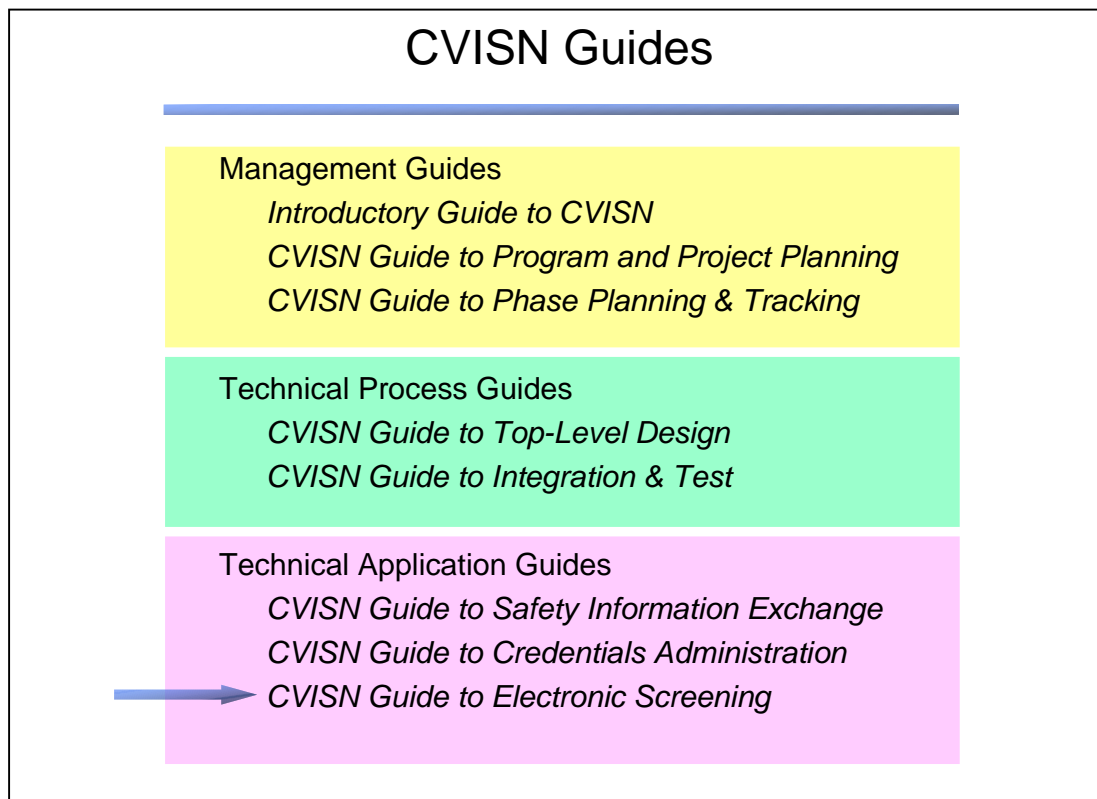 CVISN Guides
Management Guides
Introductory Guide to CVISN
CVISN Guide to Program and Project Planning
CVISN Guide to Phase Planning & Tracking
Technical Process Guides
CVISN Guide to Top-Level Design
CVISN Guide to Integration & Test
Technical Application Guides
CVISN Guide to Safety Information Exchange
CVISN Guide to Credentials Administration
CVISN Guide to Electronic Screening